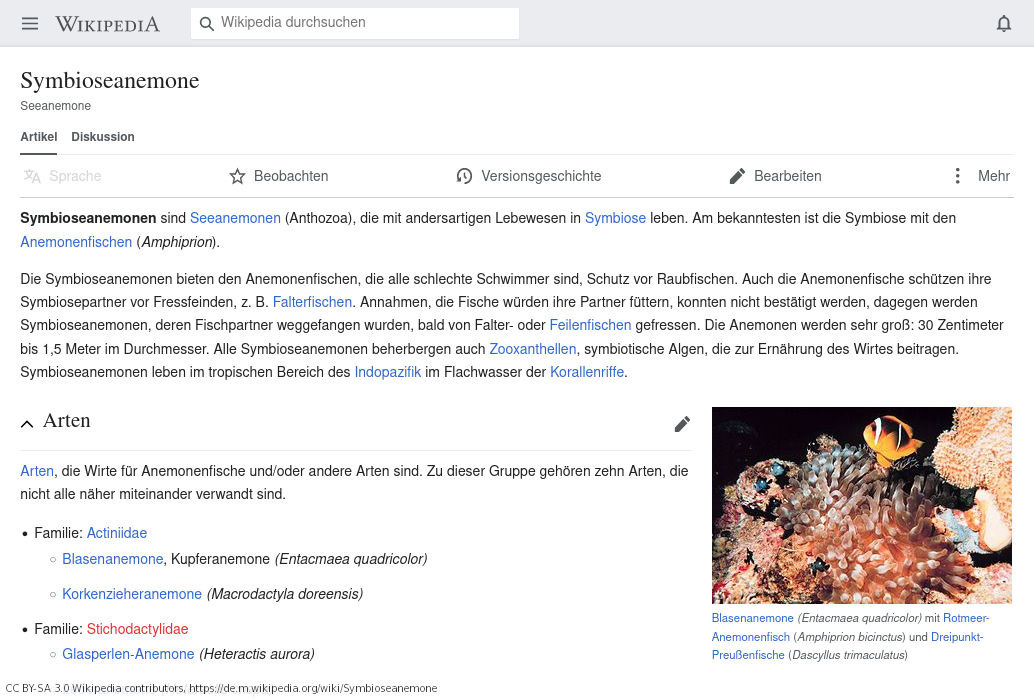 WIKIPEDIA
Wikipedia durchsuchen
Symbioseanemone
Seeanemone
Artikel Diskussion
Sprache Beobachten Versionsgeschichte Bearbeiten Mehr
Symbioseanemonen sind Seeanemonen (Anthozoa), die mit andersartigen Lebewesen in Symbiose leben. Am bekanntesten ist die Symbiose mit den
Anemonenfischen (Amphiprion).
Die Symbioseanemonen bieten den Anemonenfischen, die alle schlechte Schwimmer sind, Schutz vor Raubfischen. Auch die Anemonenfische schützen ihre
Symbiosepartner vor Fressfeinden, z. B. Falterfischen. Annahmen, die Fische würden ihre Partner füttern, konnten nicht bestätigt werden, dagegen werden
Symbioseanemonen, deren Fischpartner weggefangen wurden, bald von Falter- oder Feilenfischen gefressen. Die Anemonen werden sehr groß: 30 Zentimeter
bis 1,5 Meter im Durchmesser. Alle Symbioseanemonen beherbergen auch Zooxanthellen, symbiotische Algen, die zur Ernährung des Wirtes beitragen.
Symbioseanemonen leben im tropischen Bereich des Indopazifik im Flachwasser der Korallenriffe.
Arten
Arten, die Wirte für Anemonenfische und/oder andere Arten sind. Zu dieser Gruppe gehören zehn Arten, die
nicht alle näher miteinander verwandt sind.
• Familie: Actiniidae
○ Blasenanemone, Kupferanemone (Entacmaea quadricolor)
○ Korkenzieheranemone (Macrodactyla doreensis)
• Familie: Stichodactylidae
○ Glasperlen-Anemone (Heteractis aurora)
Blasenanemone (Entacmaea quadricolor) mit Rotmeer-
Anemonenfisch (Amphiprion bicinctus) und Dreipunkt-
Preußenfische (Dascyllus trimaculatus)
CC BY-SA 3.0 Wikipedia contributors, https://de.m.wikipedia.org/wiki/Symbioseanemone